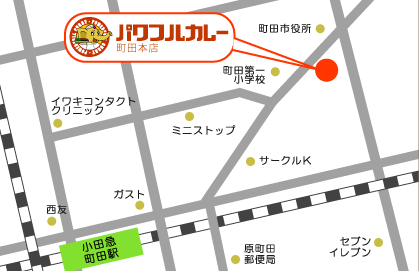 パワフルカレー
町田本店
町田市役所
町田第一
小学校
イワキコンタクト
クリニック
ミニストップ
サークルK
ガスト
西友
小田急
町田駅
原町田
郵便局
セブン
イレブン